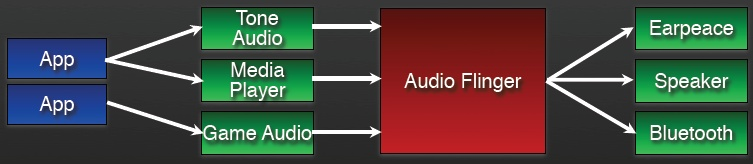 App
App
Tone
Audio
Media
Player
Game Audio
Audio Flinger
Earpeace
Speaker
Bluetooth